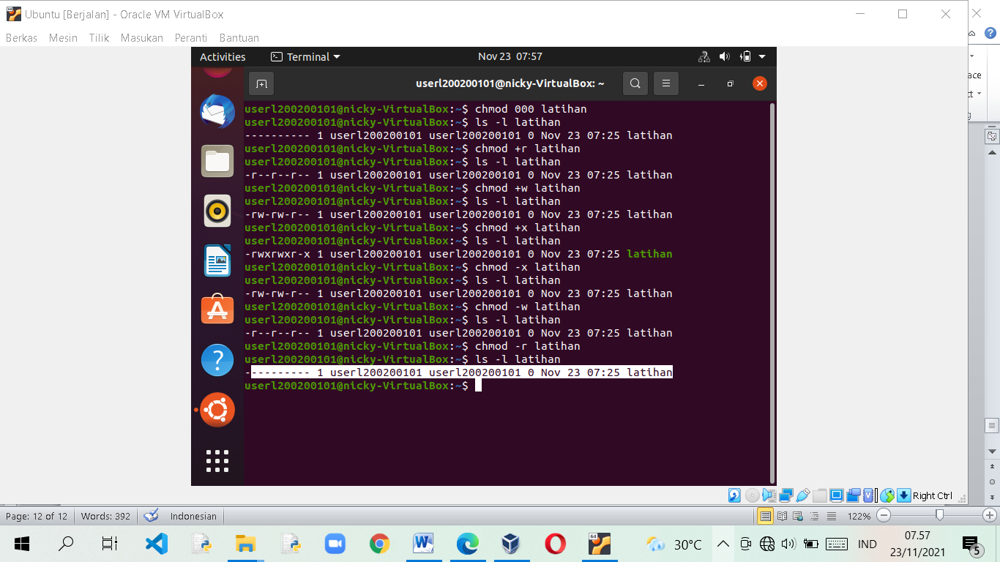 Ubuntu [Berjalan] - Oracle VM VirtualBox
Berkas Mesin Tilik Masukan Peranti Bantuan
Activities Terminal Nov 23 07:57
userl200200101@nicky-VirtualBox: ~
userl200200101@nicky-VirtualBox:~$ chmod 000 latihan
userl200200101@nicky-VirtualBox:~$ ls -l latihan
---------- 1 userl200200101 userl200200101 0 Nov 23 07:25 latihan
userl200200101@nicky-VirtualBox:~$ chmod +r latihan
userl200200101@nicky-VirtualBox:~$ ls -l latihan
-r--r--r-- 1 userl200200101 userl200200101 0 Nov 23 07:25 latihan
userl200200101@nicky-VirtualBox:~$ chmod +w latihan
userl200200101@nicky-VirtualBox:~$ ls -l latihan
-rw-rw-r-- 1 userl200200101 userl200200101 0 Nov 23 07:25 latihan
userl200200101@nicky-VirtualBox:~$ chmod +x latihan
userl200200101@nicky-VirtualBox:~$ ls -l latihan
-rwxrwxr-x 1 userl200200101 userl200200101 0 Nov 23 07:25 latihan
userl200200101@nicky-VirtualBox:~$ chmod -x latihan
userl200200101@nicky-VirtualBox:~$ ls -l latihan
-rw-rw-r-- 1 userl200200101 userl200200101 0 Nov 23 07:25 latihan
userl200200101@nicky-VirtualBox:~$ chmod -w latihan
userl200200101@nicky-VirtualBox:~$ ls -l latihan
-r--r--r-- 1 userl200200101 userl200200101 0 Nov 23 07:25 latihan
userl200200101@nicky-VirtualBox:~$ chmod -r latihan
userl200200101@nicky-VirtualBox:~$ ls -l latihan
---------- 1 userl200200101 userl200200101 0 Nov 23 07:25 latihan
userl200200101@nicky-VirtualBox:~$
Right Ctrl
Page: 12 of 12 Words: 392 Indonesian 122%
30°C IND 07.57
23/11/2021 5